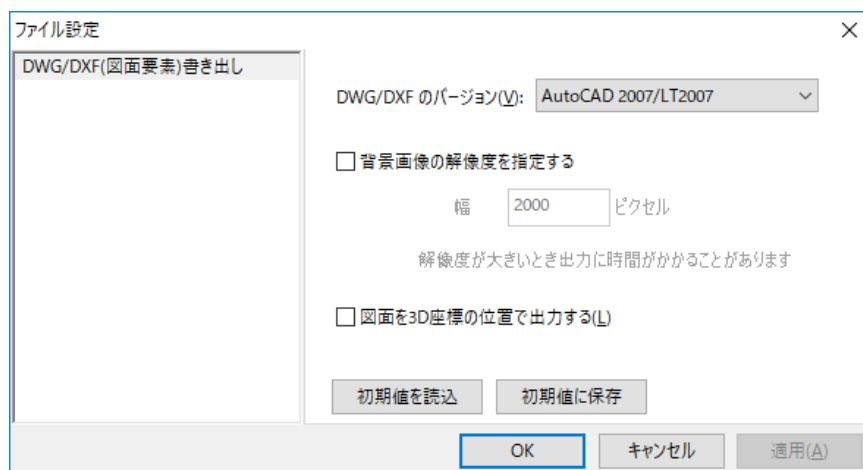 ファイル設定
DWG/DXF(図面要素)書き出し
DWG/DXF のバージョン(V): AutoCAD 2007/LT2007
背景画像の解像度を指定する
幅 2000 ピクセル
解像度が大きいとき出力に時間がかかることがあります
図面を3D座標の位置で出力する(L)
初期値を読込 初期値に保存
OK キャンセル 適用(A)